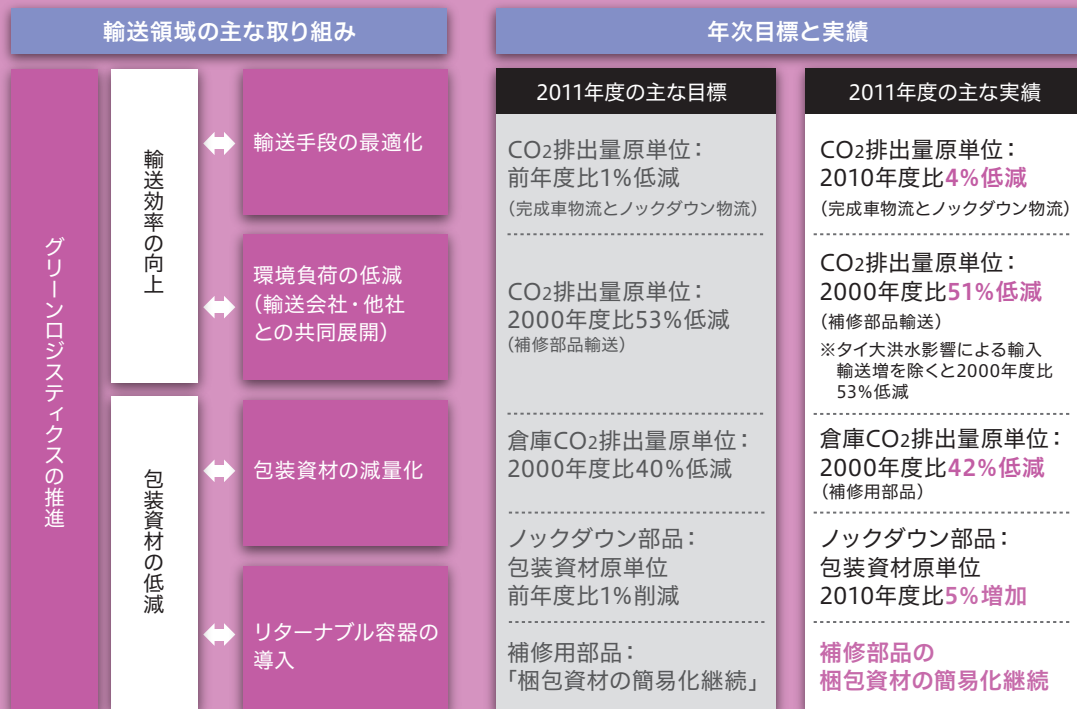 輸送領域の主な取り組み
グリーンロジスティクスの推進
輸送効率の向上
輸送手段の最適化
環境負荷の低減
（輸送会社・他社
との共同展開）
包装資材の低減
包装資材の減量化
リターナブル容器の
導入
年次目標と実績
2011年度の主な目標
CO2排出量原単位：
前年度比1%低減
（完成車物流とノックダウン物流）
CO2排出量原単位：
2000年度比53%低減
（補修部品輸送）
倉庫CO2排出量原単位：
2000年度比40%低減
ノックダウン部品：
包装資材原単位
前年度比1%削減
補修用部品：
「梱包資材の簡易化継続」
2011年度の主な実績
CO2排出量原単位：
2010年度比4%低減
（完成車物流とノックダウン物流）
CO2排出量原単位：
2000年度比51%低減
（補修部品輸送）
※タイ大洪水影響による輸入
輸送増を除くと2000年度比
53%低減
倉庫CO2排出量原単位：
2000年度比42%低減
（補修用部品）
ノックダウン部品：
包装資材原単位
2010年度比5%増加
補修部品の
梱包資材の簡易化継続